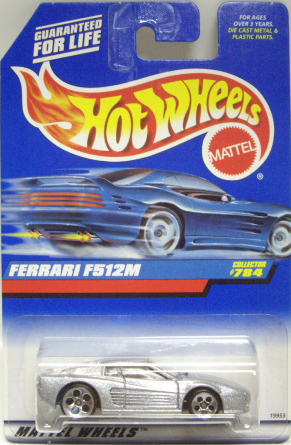 GUARANTEED
FOR LIFE
FOR AGES
OVER 3 YEARS.
DIE CAST METAL &
PLASTIC PARTS.
HOT WHEELS
MATTEL
®
FERRARI F512M
COLLECTOR
#784
19953
MATTEL WHEELS™